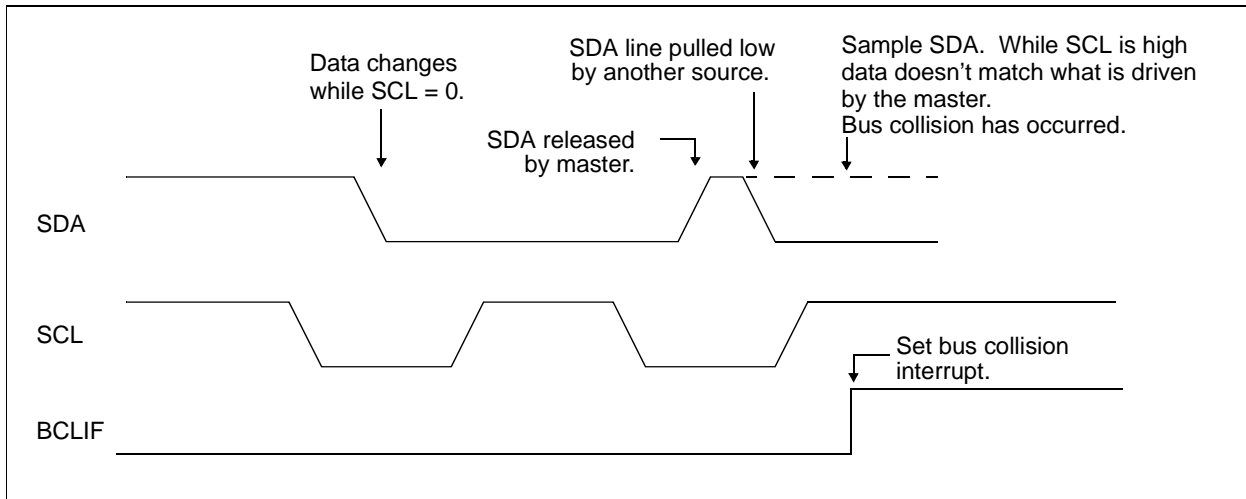 Data changes
while SCL = 0.
SDA line pulled low
by another source.
Sample SDA.  While SCL is high
data doesn't match what is driven
by the master.
Bus collision has occurred.
SDA released
by master.
SDA
SCL
Set bus collision
interrupt.
BCLIF